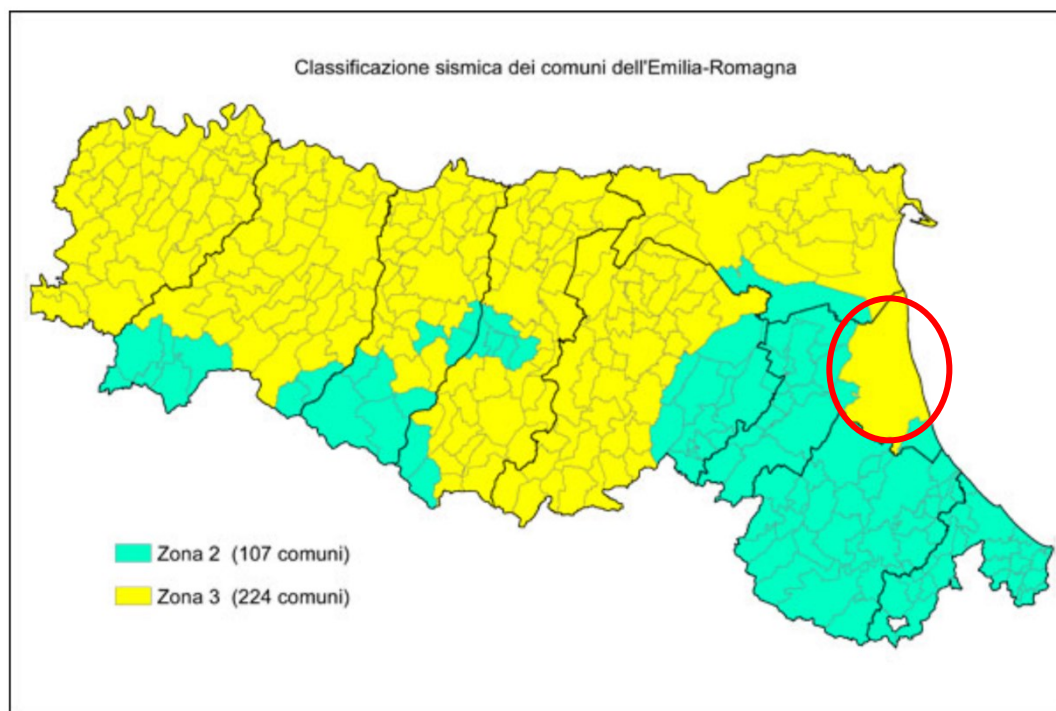 Classificazione sismica dei comuni dell'Emilia-Romagna
Zona 2 (107 comuni)
Zona 3 (224 comuni)